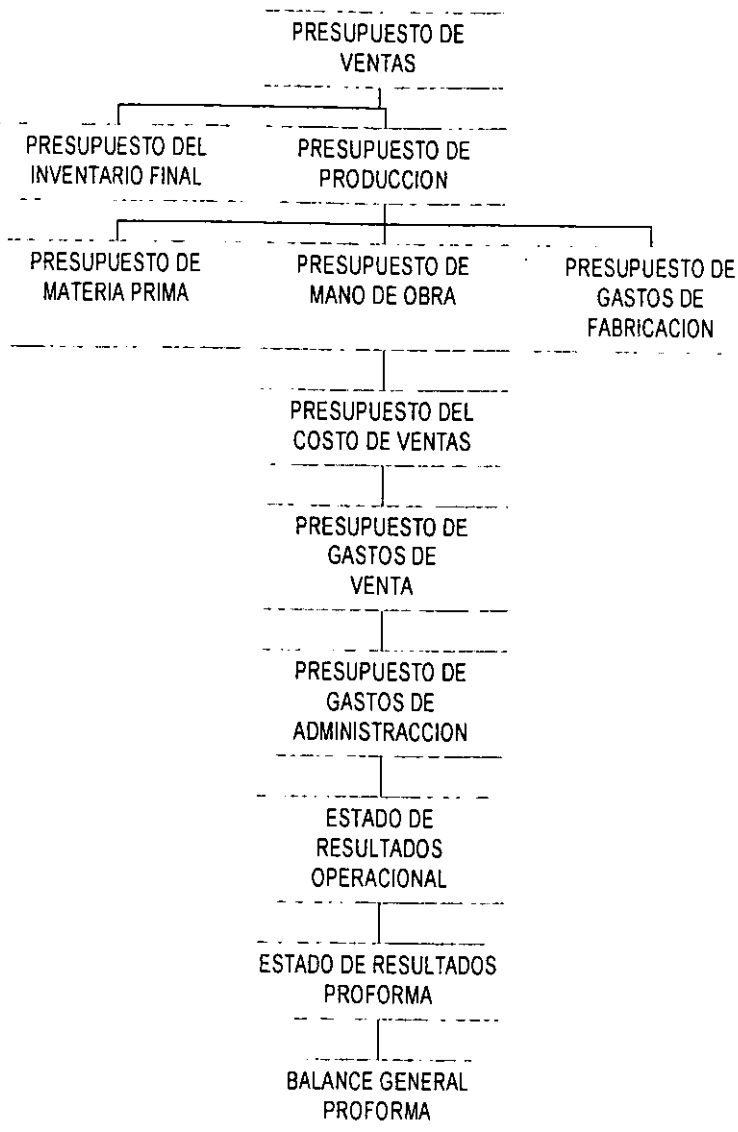 PRESUPUESTO DE
VENTAS
PRESUPUESTO DEL
INVENTARIO FINAL
PRESUPUESTO DE
PRODUCCION
PRESUPUESTO DE
MATERIA PRIMA
PRESUPUESTO DE
MANO DE OBRA
PRESUPUESTO DE
GASTOS DE
FABRICACION
PRESUPUESTO DEL
COSTO DE VENTAS
PRESUPUESTO DE
GASTOS DE
VENTA
PRESUPUESTO DE
GASTOS DE
ADMINISTRACCION
ESTADO DE
RESULTADOS
OPERACIONAL
ESTADO DE RESULTADOS
PROFORMA
BALANCE GENERAL
PROFORMA